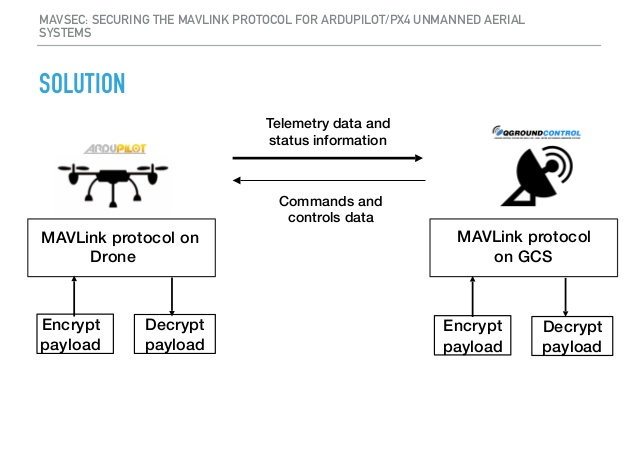 MAVSEC: SECURING THE MAVLINK PROTOCOL FOR ARDUPILOT/PX4 UNMANNED AERIAL
SYSTEMS
SOLUTION
ARDUPILOT
Telemetry data and
status information
Commands and
controls data
QGROUNDCONTROL
MAVLink protocol on
Drone
Encrypt
payload
Decrypt
payload
MAVLink protocol
on GCS
Encrypt
payload
Decrypt
payload